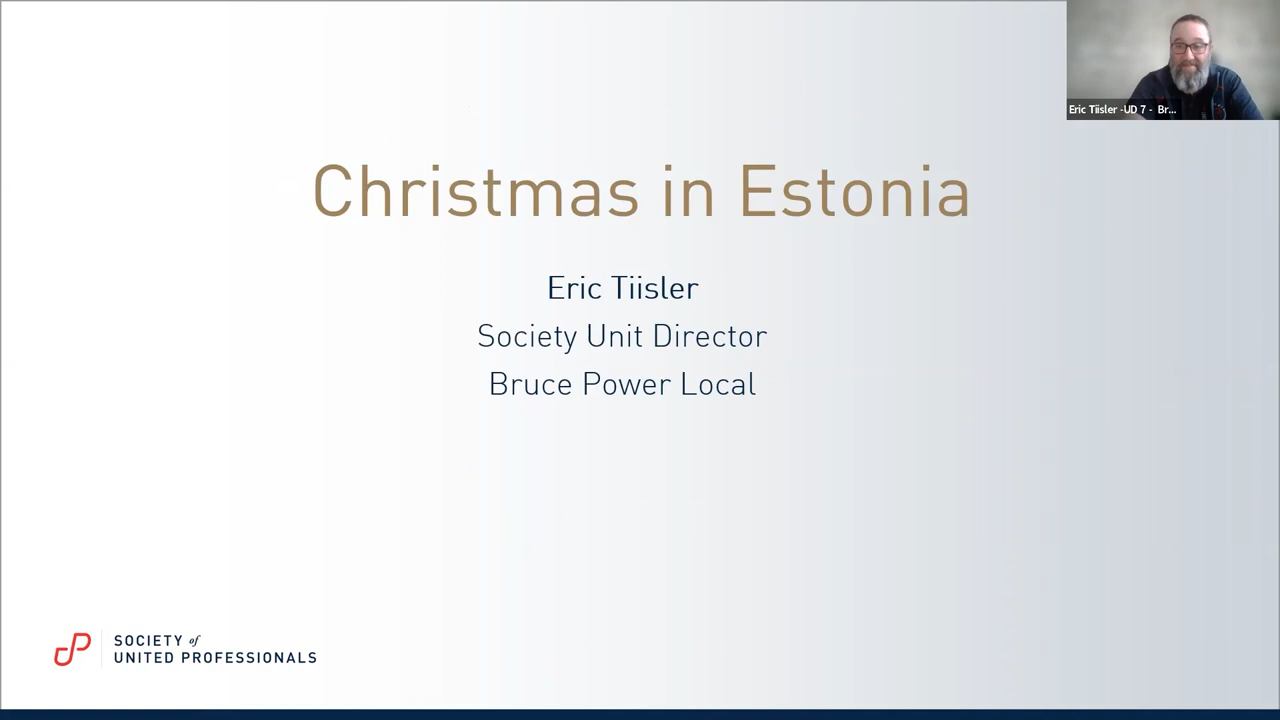 Eric Tiisler -UD 7 - Br...
Christmas in Estonia
Eric Tiisler
Society Unit Director
Bruce Power Local
SOCIETY of
UNITED PROFESSIONALS